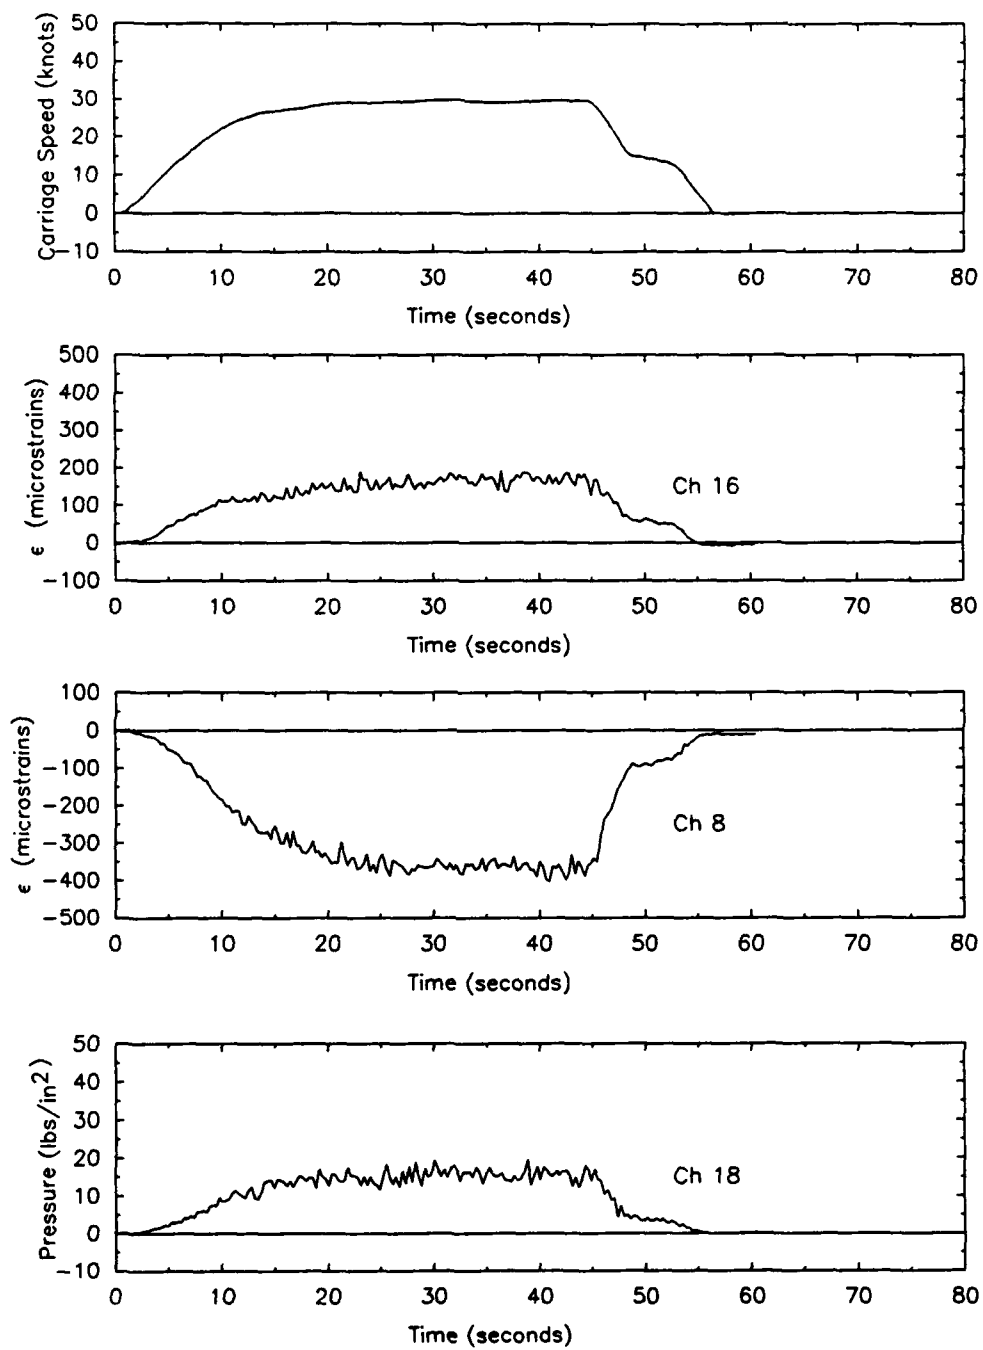 Carriage Speed (knots)
50
40
30
20
10
0
-10
0 10 20 30 40 50 60 70 80
Time (seconds)
ϵ (microstrains)
500
400
300
200
100
0
-100
Ch 16
0 10 20 30 40 50 60 70 80
Time (seconds)
ϵ (microstrains)
100
0
-100
-200
-300
-400
-500
Ch 8
0 10 20 30 40 50 60 70 80
Time (seconds)
Pressure (lbs/in2)
50
40
30
20
10
0
-10
Ch 18
0 10 20 30 40 50 60 70 80
Time (seconds)